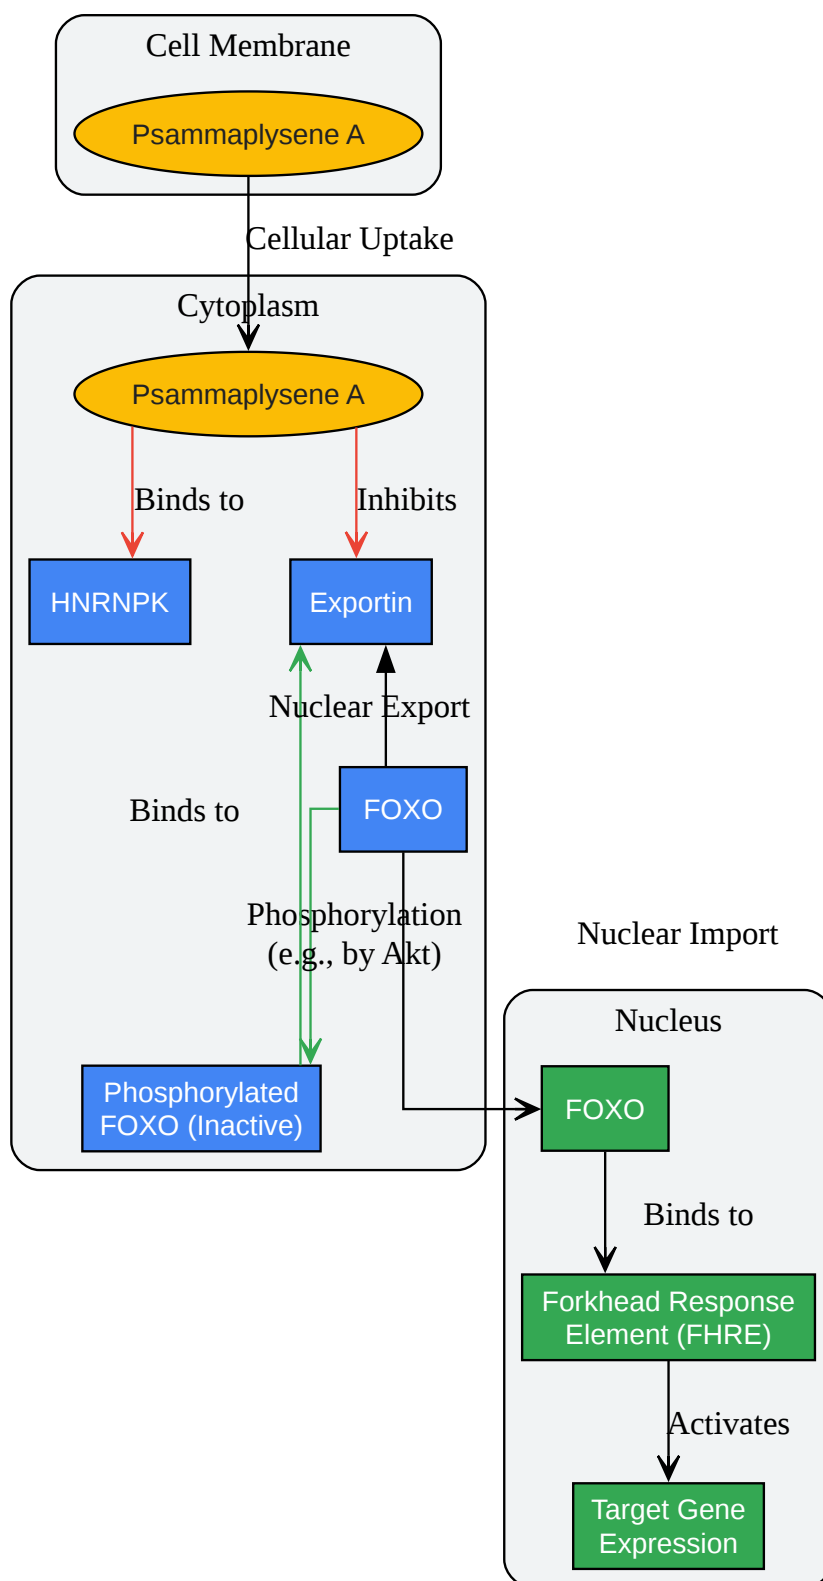 Cell Membrane
Psammaplysene A
Cellular Uptake
Cytoplasm
Psammaplysene A
Binds to
Inhibits
HNRNPK
Exportin
Nuclear Export
Binds to
FOXO
Phosphorylation
(e.g., by Akt)
Nuclear Import
Nucleus
Phosphorylated
FOXO (Inactive)
FOXO
Binds to
Forkhead Response
Element (FHRE)
Activates
Target Gene
Expression